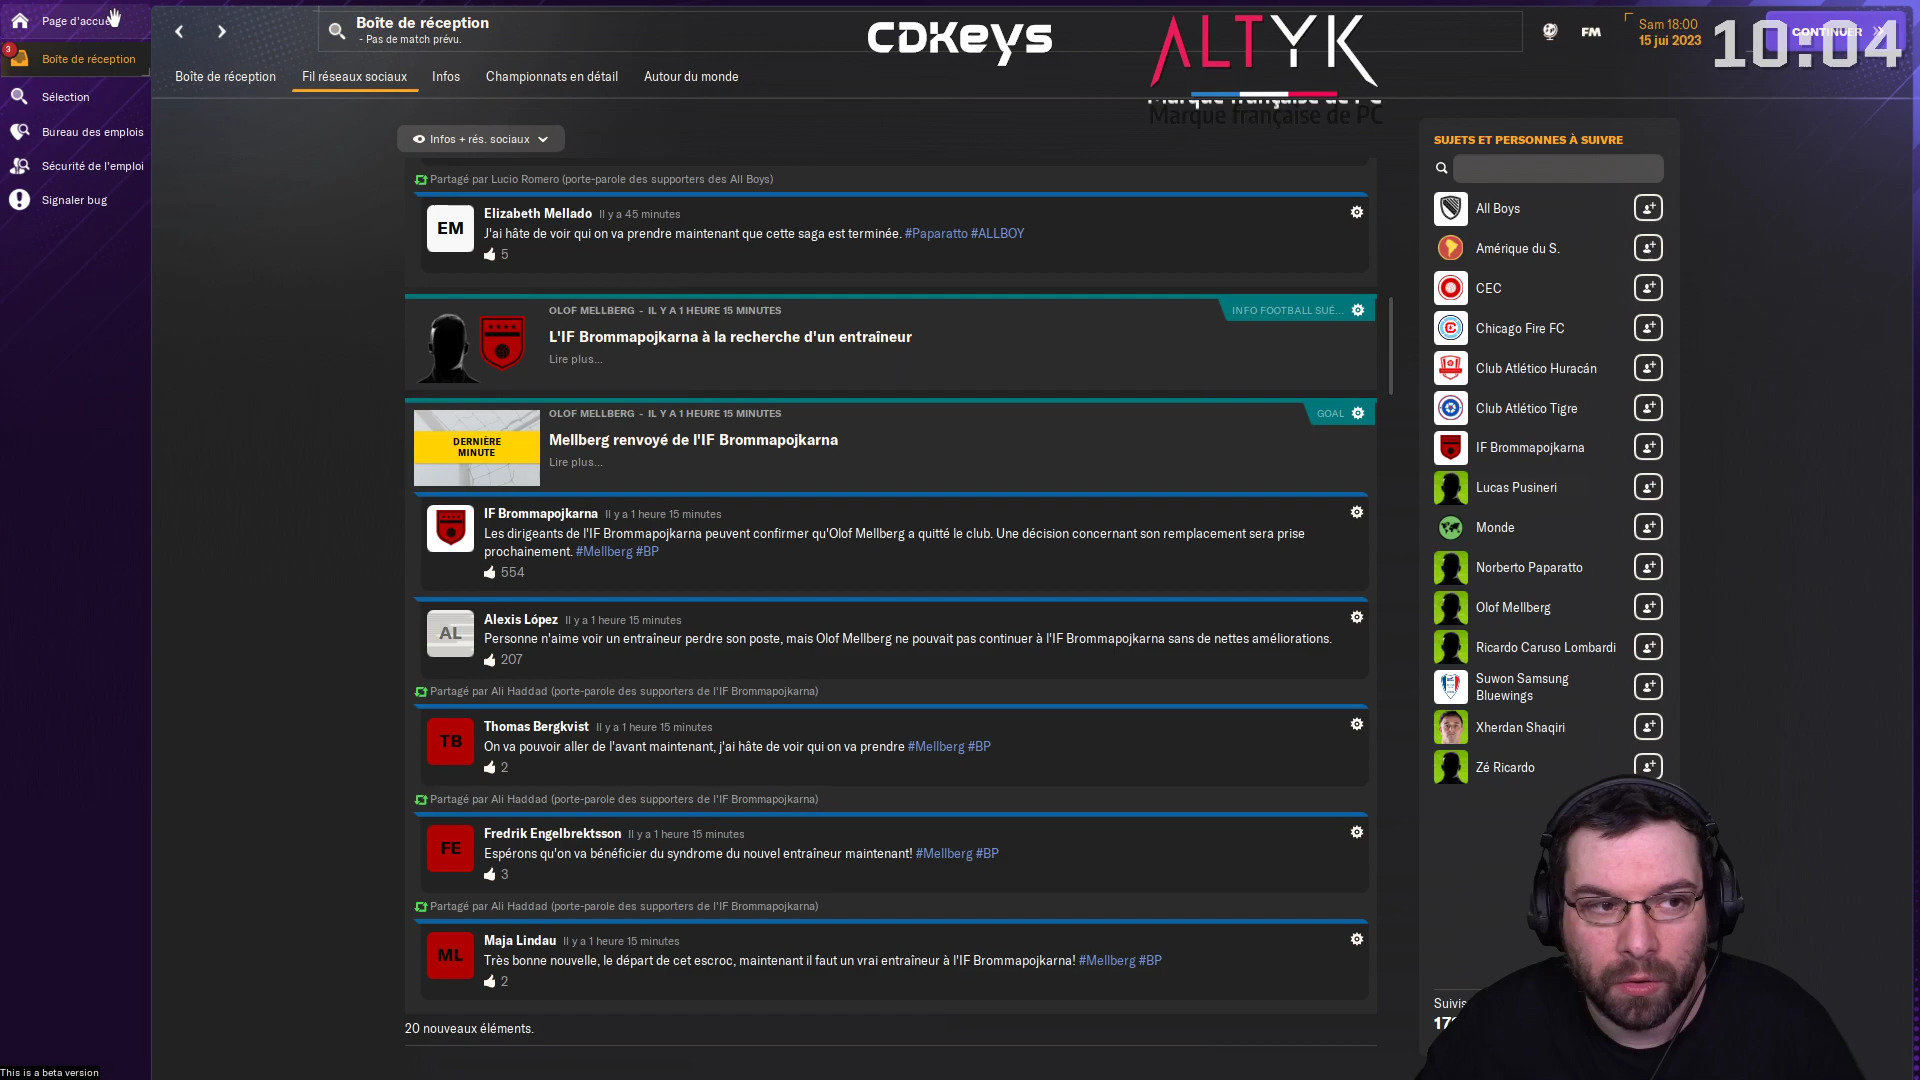 Page d'accue
3
Boîte de réception
Sélection
Bureau des emplois
Sécurité de l'emploi
Signaler bug
This is a beta version
Boîte de réception
- Pas de match prévu.
CDKeys
ALTYK
Marque française de PC
Marque française de PC
FM
Sam 18:00
15 jui 2023
CONTINUER
10:04
Boîte de réception
Fil réseaux sociaux
Infos
Championnats en détail
Autour du monde
Infos + rés. sociaux
Partagé par Lucio Romero (porte-parole des supporters des All Boys)
EM
Elizabeth Mellado Il y a 45 minutes
J'ai hâte de voir qui on va prendre maintenant que cette saga est terminée. #Paparatto #ALLBOY
5
OLOF MELLBERG - IL Y A 1 HEURE 15 MINUTES
INFO FOOTBALL SUÉ...
L'IF Brommapojkarna à la recherche d'un entraîneur
Lire plus...
OLOF MELLBERG - IL Y A 1 HEURE 15 MINUTES
GOAL
DERNIÈRE
MINUTE
Mellberg renvoyé de l'IF Brommapojkarna
Lire plus...
IF Brommapojkarna Il y a 1 heure 15 minutes
Les dirigeants de l'IF Brommapojkarna peuvent confirmer qu'Olof Mellberg a quitté le club. Une décision concernant son remplacement sera prise
prochainement. #Mellberg #BP
554
AL
Alexis López Il y a 1 heure 15 minutes
Personne n'aime voir un entraîneur perdre son poste, mais Olof Mellberg ne pouvait pas continuer à l'IF Brommapojkarna sans de nettes améliorations.
207
Partagé par Ali Haddad (porte-parole des supporters de l'IF Brommapojkarna)
TB
Thomas Bergkvist Il y a 1 heure 15 minutes
On va pouvoir aller de l'avant maintenant, j'ai hâte de voir qui on va prendre #Mellberg #BP
2
Partagé par Ali Haddad (porte-parole des supporters de l'IF Brommapojkarna)
FE
Fredrik Engelbrektsson Il y a 1 heure 15 minutes
Espérons qu'on va bénéficier du syndrome du nouvel entraîneur maintenant! #Mellberg #BP
3
Partagé par Ali Haddad (porte-parole des supporters de l'IF Brommapojkarna)
ML
Maja Lindau Il y a 1 heure 15 minutes
Très bonne nouvelle, le départ de cet escroc, maintenant il faut un vrai entraîneur à l'IF Brommapojkarna! #Mellberg #BP
2
20 nouveaux éléments.
SUJETS ET PERSONNES À SUIVRE
All Boys
Amérique du S.
CEC
Chicago Fire FC
Club Atlético Huracán
Club Atlético Tigre
IF Brommapojkarna
Lucas Pusineri
Monde
Norberto Paparatto
Olof Mellberg
Ricardo Caruso Lombardi
Suwon Samsung
Bluewings
Xherdan Shaqiri
Zé Ricardo
Suivis